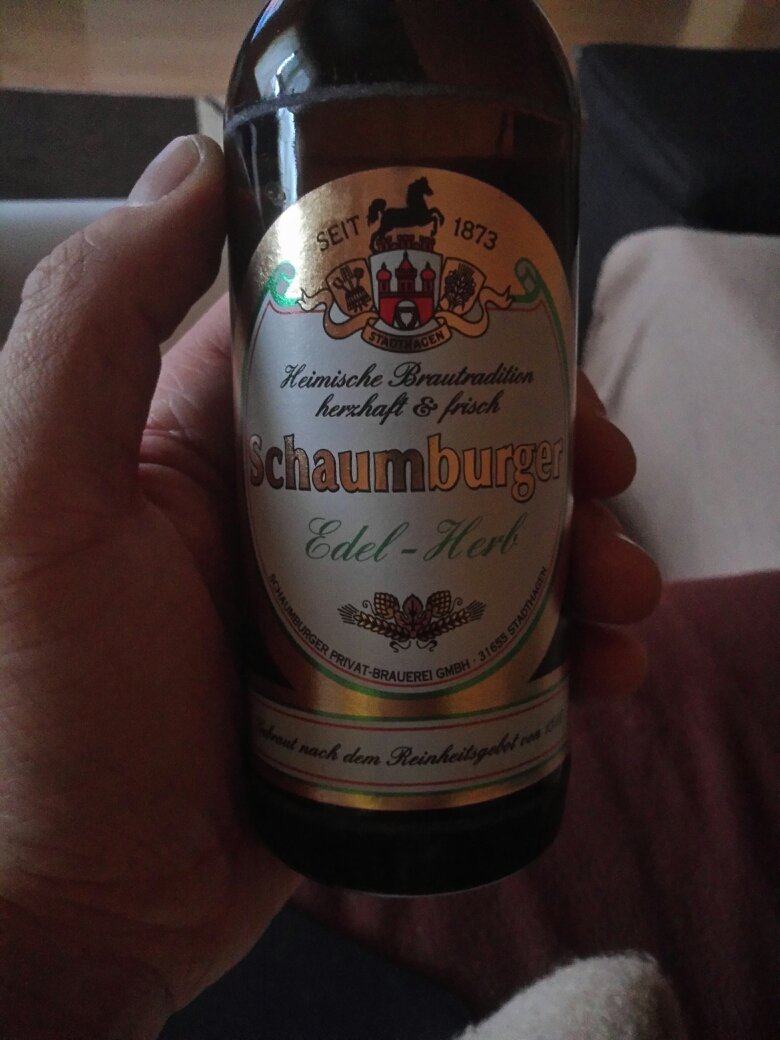 SEIT 1873
STADTHAGEN
Heimische Brautradition
herzhaft & frisch
Schaumburger
Edel-Herb
SCHAUMBURGER PRIVAT-BRAUEREI GMBH · 31655 STADTHAGEN
nach dem Reinheitsgebot von